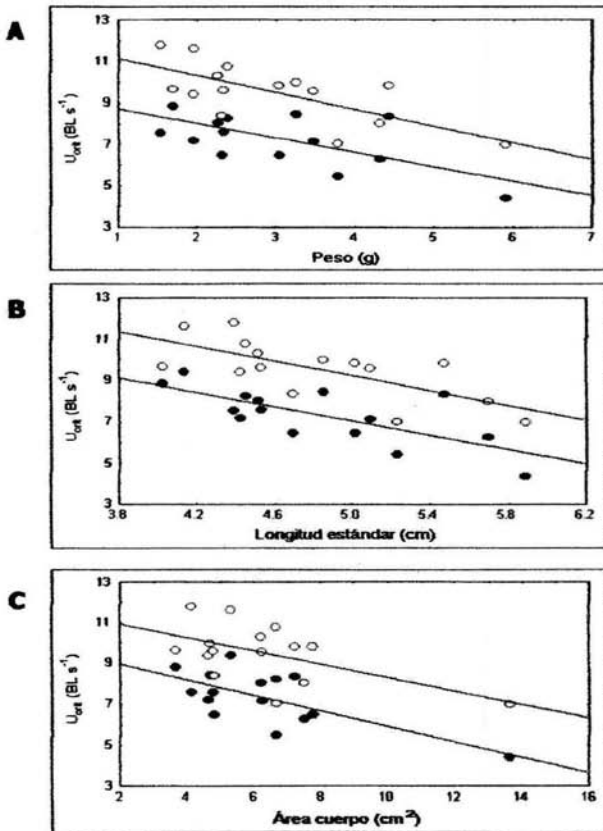 A
13
11
9
7
5
3
U_crit (BL s⁻¹)
1 2 3 4 5 6 7
Peso (g)
B
13
11
9
7
5
3
U_crit (BL s⁻¹)
3.8 4.2 4.6 5.0 5.4 5.8 6.2
Longitud estándar (cm)
C
13
11
9
7
5
3
U_crit (BL s⁻¹)
2 4 6 8 10 12 14 16
Área cuerpo (cm²)